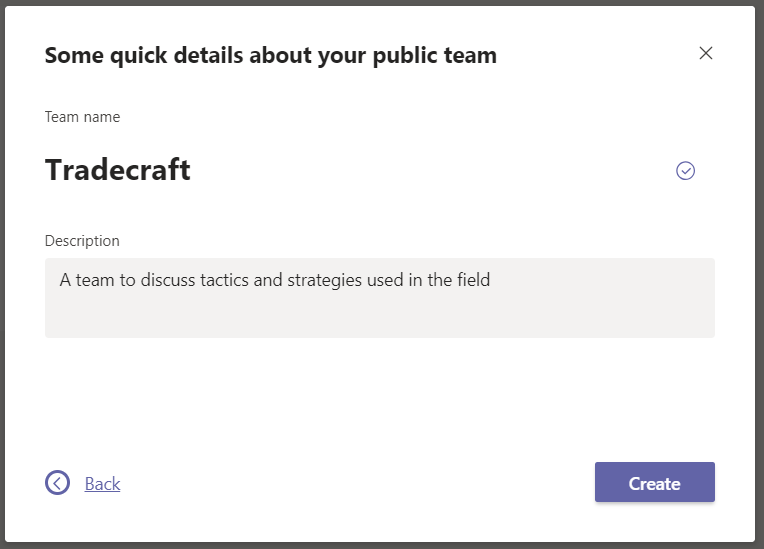 Some quick details about your public team
Team name
Tradecraft
Description
A team to discuss tactics and strategies used in the field
Back
Create